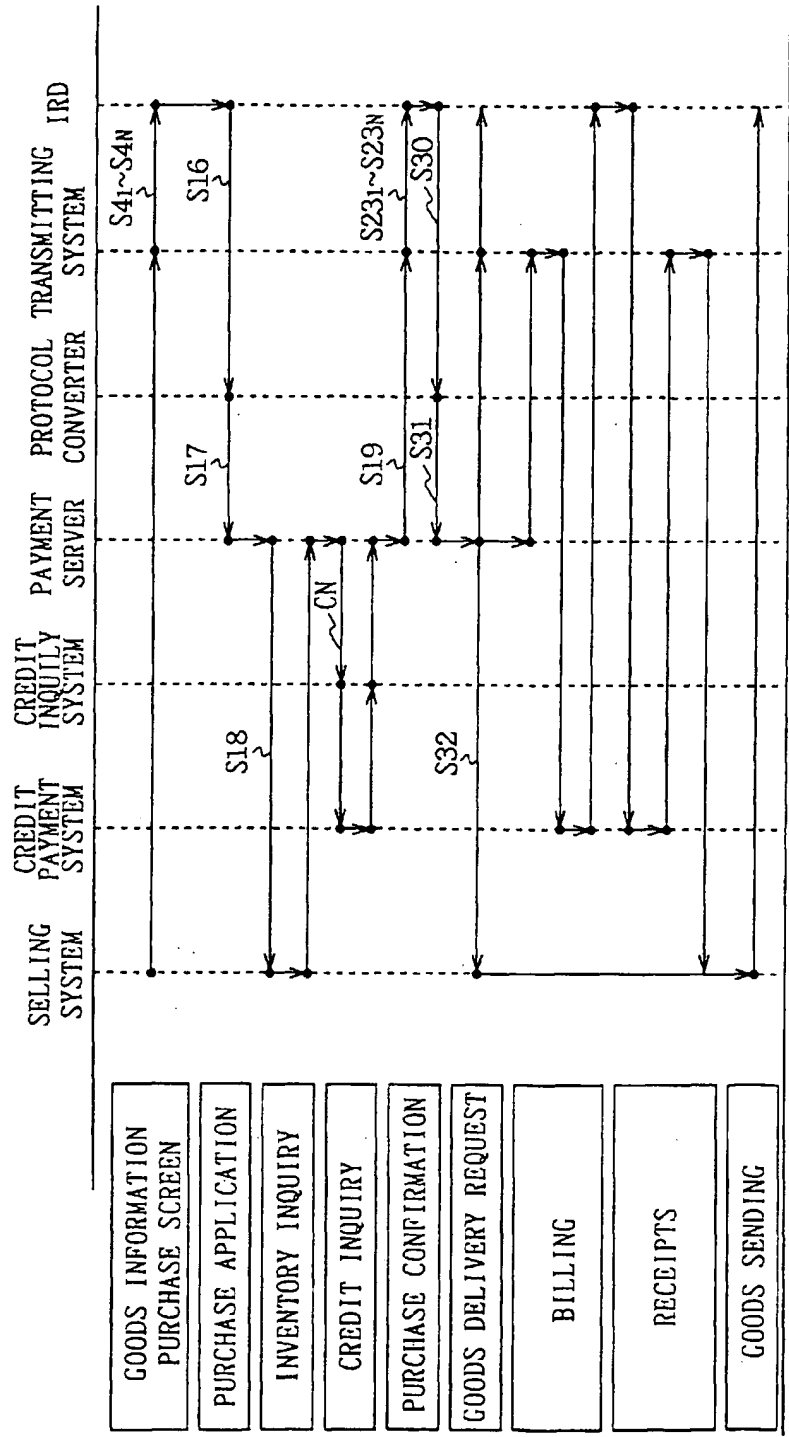 SELLING
SYSTEM
CREDIT
PAYMENT
SYSTEM
CREDIT
INQUILY
SYSTEM
PAYMENT
SERVER
PROTOCOL
CONVERTER
TRANSMITTING
SYSTEM
IRD
GOODS INFORMATION
PURCHASE SCREEN
S41~S4N
PURCHASE APPLICATION
S17
S16
INVENTORY INQUIRY
S18
CREDIT INQUIRY
CN
PURCHASE CONFIRMATION
S19
S231~S23N
S31
S30
GOODS DELIVERY REQUEST
S32
BILLING
RECEIPTS
GOODS SENDING